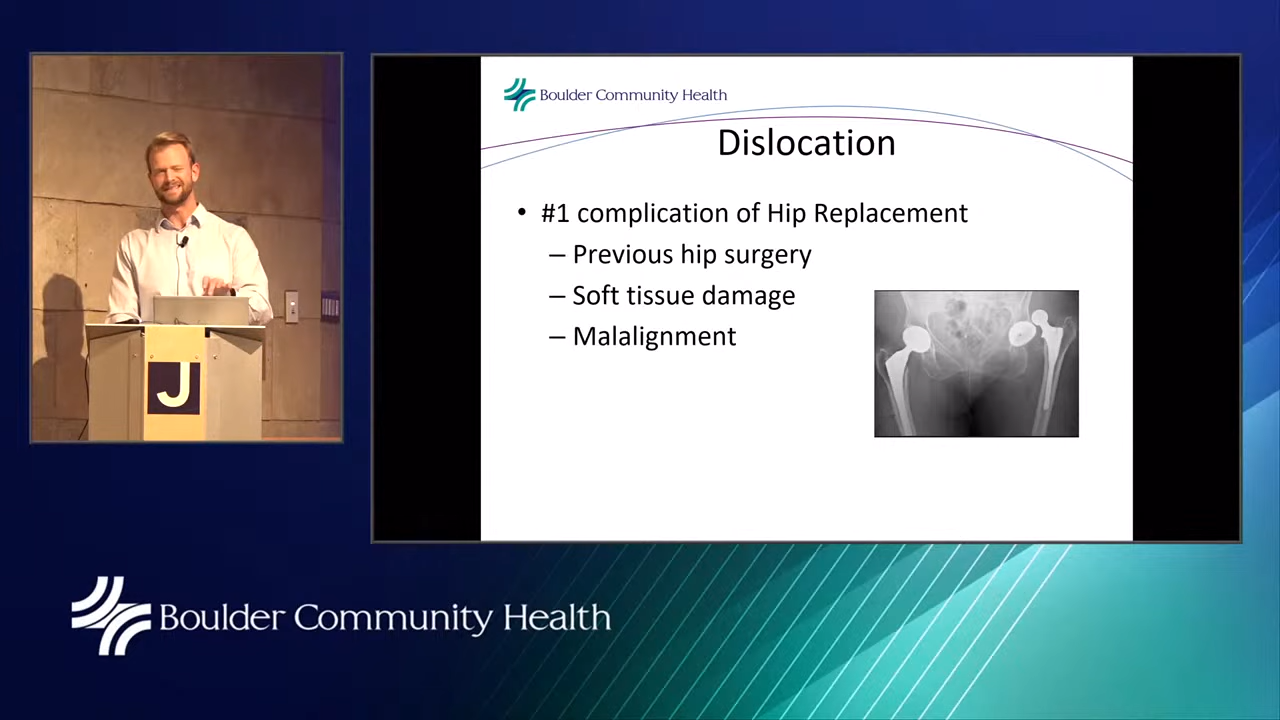 Boulder Community Health
Dislocation
• #1 complication of Hip Replacement
– Previous hip surgery
– Soft tissue damage
– Malalignment
J
Boulder Community Health